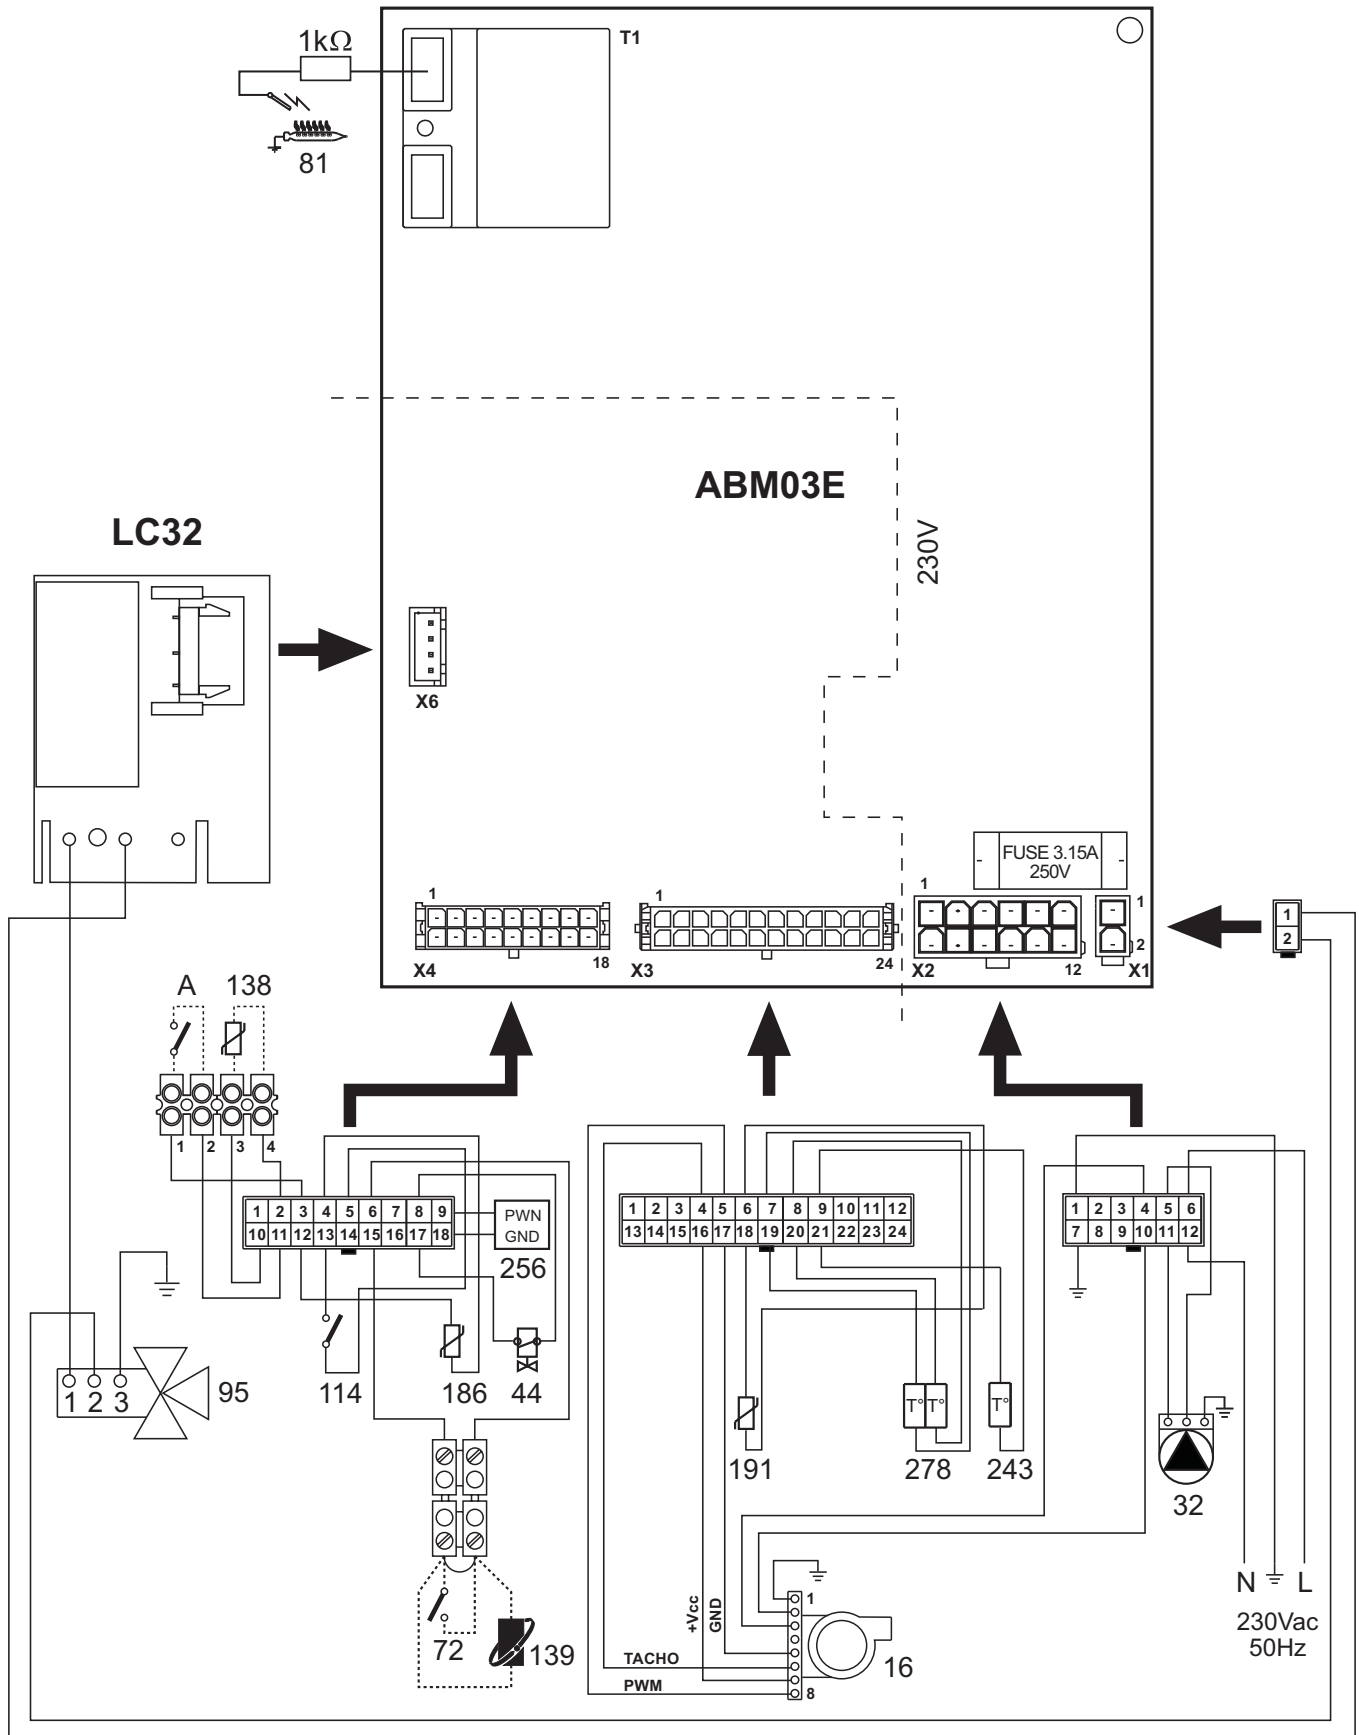 1kΩ
T1
81
ABM03E
230V
LC32
X6
FUSE 3.15A
250V
1
18
X4
1
24
X3
1
12
X2
1
2
X1
1
2
A 138
1 2 3 4
1 2 3 4 5 6 7 8 9
10 11 12 13 14 15 16 17 18
PWN
GND
256
1 2 3 4 5 6 7 8 9 10 11 12
13 14 15 16 17 18 19 20 21 22 23 24
1 2 3 4 5 6
7 8 9 10 11 12
1 2 3
95
114
186
44
T° T°
T°
191
278
243
32
72
139
+Vcc
GND
TACHO
PWM
1
8
16
N L
230Vac
50Hz